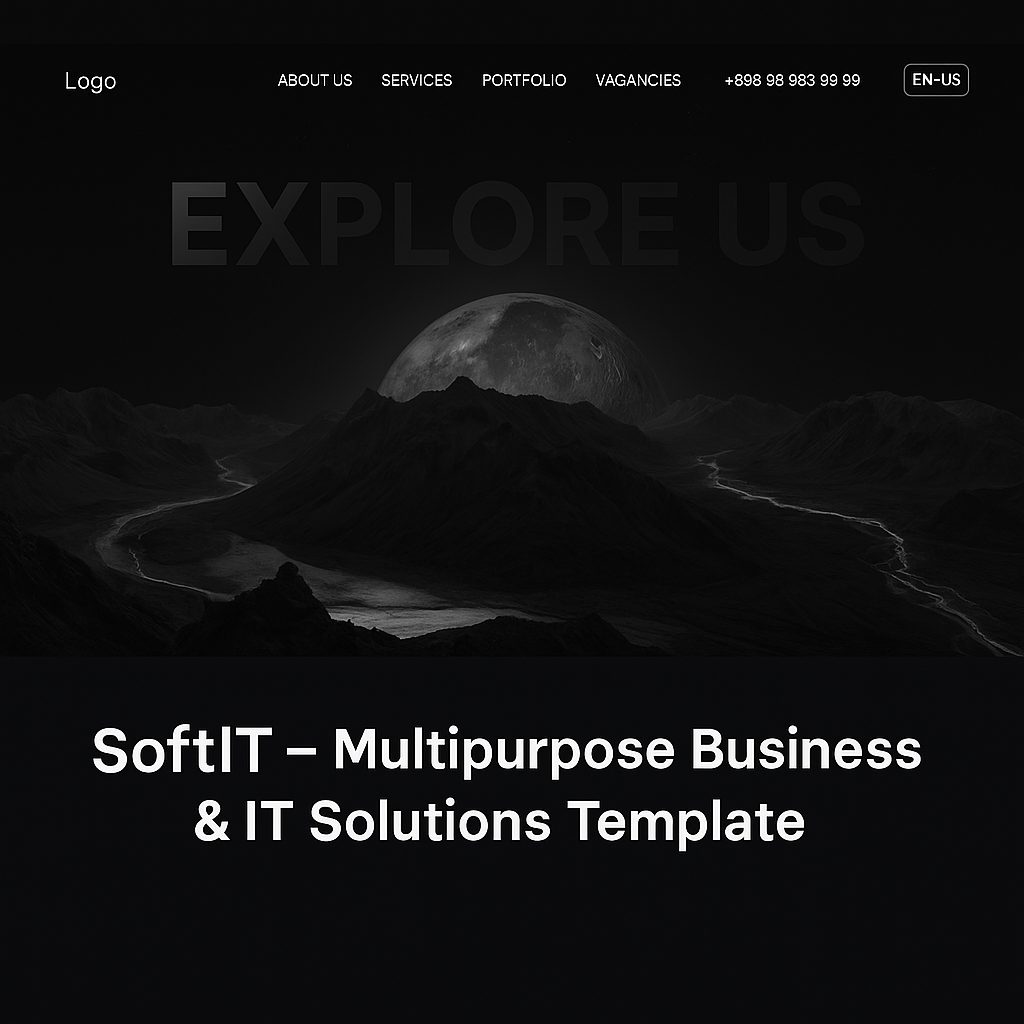 Logo
ABOUT US SERVICES PORTFOLIO VACANCIES +898 98 983 99 99 EN-US
EXPLORE US
SoftIT – Multipurpose Business
& IT Solutions Template